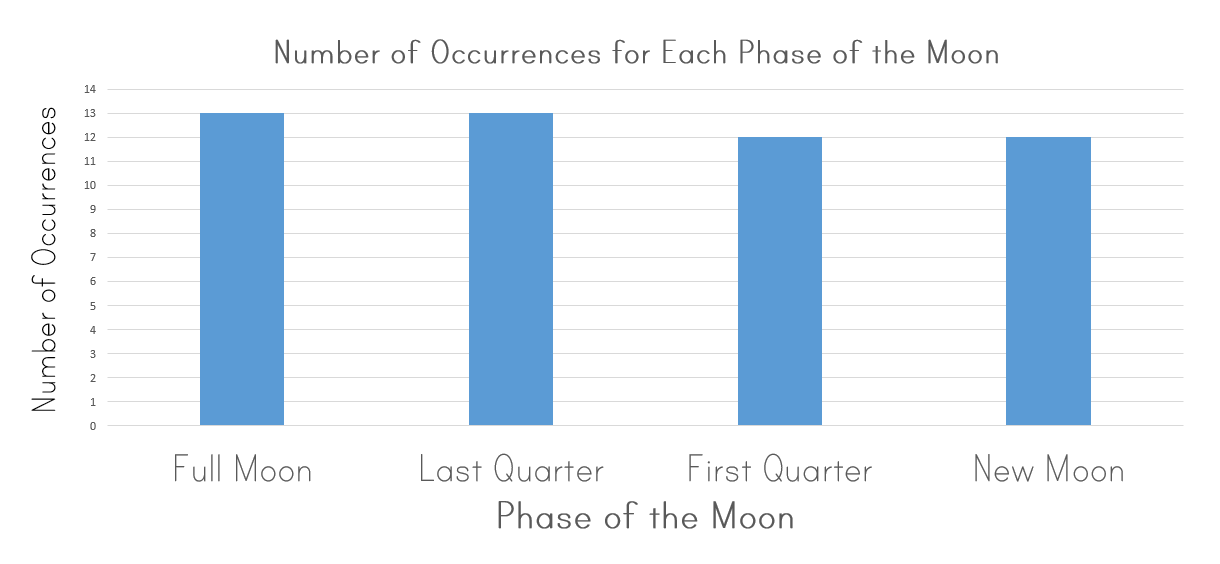 Number of Occurrences for Each Phase of the Moon
Number of Occurrences
14
13
12
11
10
9
8
7
6
5
4
3
2
1
0
Full Moon
Last Quarter
First Quarter
New Moon
Phase of the Moon